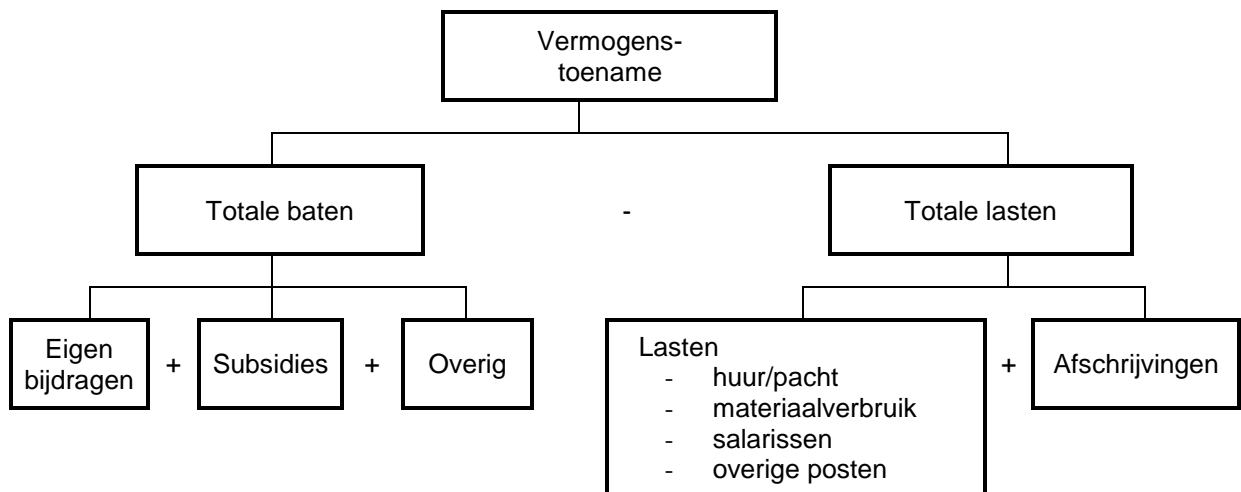 Vermogens-
toename
Totale baten
-
Totale lasten
Eigen
bijdragen
+
Subsidies
+
Overig
Lasten
- huur/pacht
- materiaalverbruik
- salarissen
- overige posten
+
Afschrijvingen